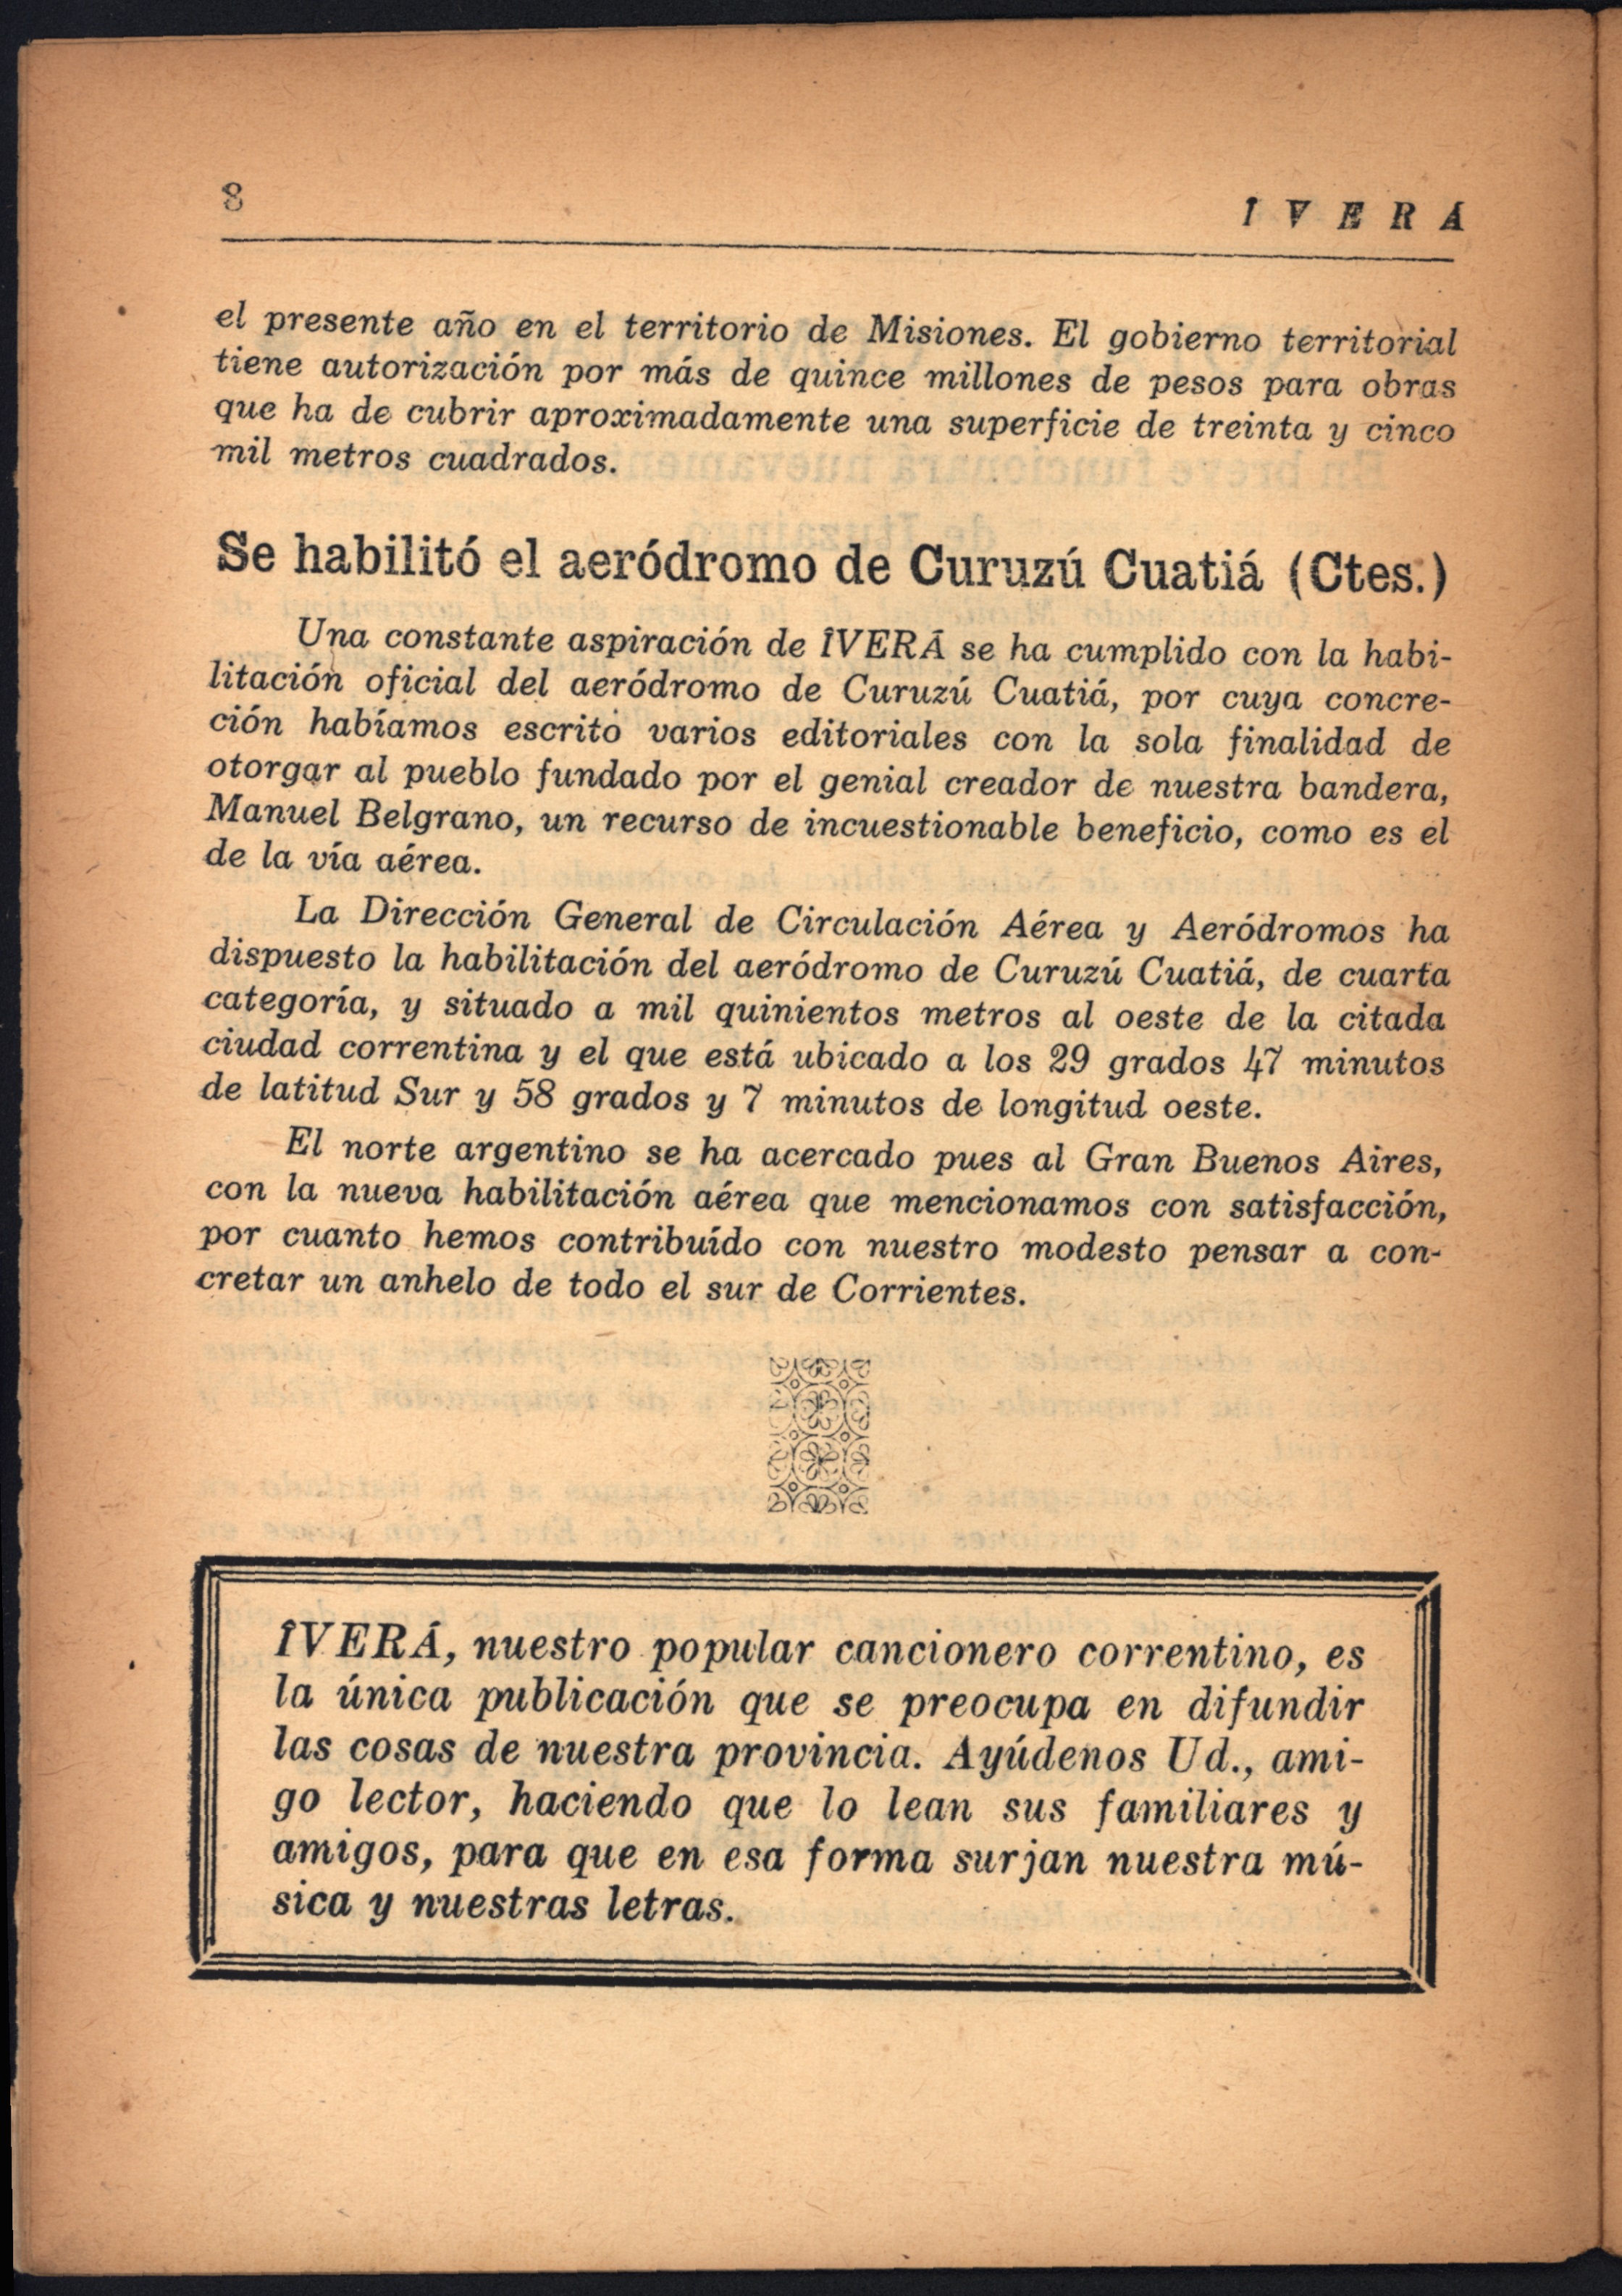 8
Î V E R Á
el presente año en el territorio de Misiones. El gobierno territorial
tiene autorización por más de quince millones de pesos para obras
que ha de cubrir aproximadamente una superficie de treinta y cinco
mil metros cuadrados.
Se habilitó el aeródromo de Curuzú Cuatiá (Ctes.)
Una constante aspiración de ÎVERÁ se ha cumplido con la habi-
litación oficial del aeródromo de Curuzú Cuatiá, por cuya concre-
ción habíamos escrito varios editoriales con la sola finalidad de
otorgar al pueblo fundado por el genial creador de nuestra bandera,
Manuel Belgrano, un recurso de incuestionable beneficio, como es el
de la vía aérea.
La Dirección General de Circulación Aérea y Aeródromos ha
dispuesto la habilitación del aeródromo de Curuzú Cuatiá, de cuarta
categoría, y situado a mil quinientos metros al oeste de la citada
ciudad correntina y el que está ubicado a los 29 grados 47 minutos
de latitud Sur y 58 grados y 7 minutos de longitud oeste.
El norte argentino se ha acercado pues al Gran Buenos Aires,
con la nueva habilitación aérea que mencionamos con satisfacción,
por cuanto hemos contribuído con nuestro modesto pensar a con-
cretar un anhelo de todo el sur de Corrientes.
ÎVERÁ, nuestro popular cancionero correntino, es
la única publicación que se preocupa en difundir
las cosas de nuestra provincia. Ayúdenos Ud., ami-
go lector, haciendo que lo lean sus familiares y
amigos, para que en esa forma surjan nuestra mú-
sica y nuestras letras.